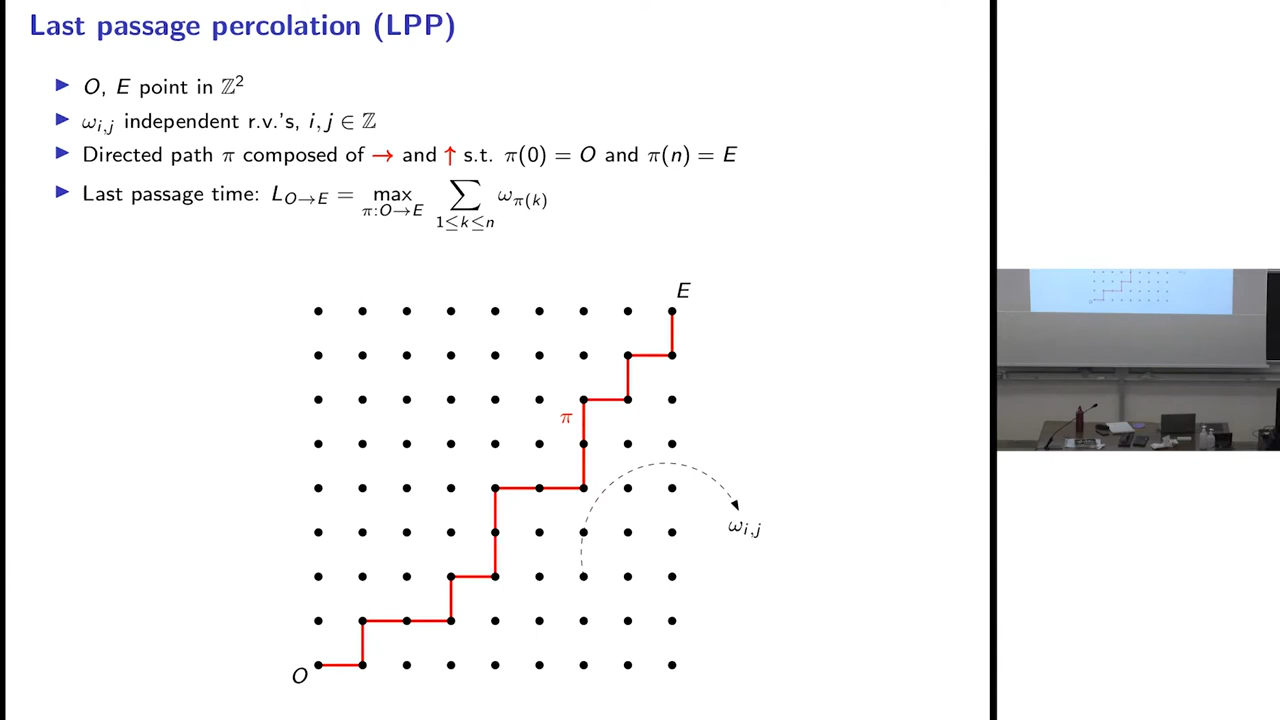 Last passage percolation (LPP)
▶ O, E point in ℤ²
▶ ω_{i,j} independent r.v.'s, i, j ∈ ℤ
▶ Directed path π composed of → and ↑ s.t. π(0) = O and π(n) = E
▶ Last passage time: L_{O→E} = max_{π:O→E} ∑_{1≤k≤n} ω_{π(k)}
E
π
ω_{i,j}
O